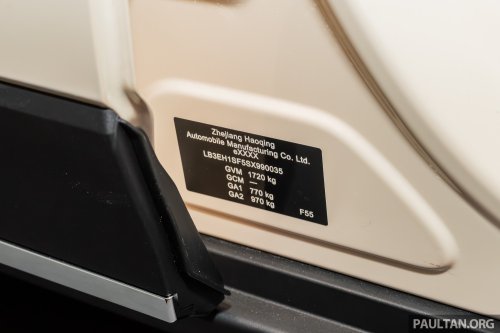 Zhejiang Haoqing
Automobile Manufacturing Co. Ltd.
eXXXX
LB3EH1SF5SX990035
GVM 1720 kg
GCM —
GA1 770 kg
GA2 970 kg
F55
PAULTAN.ORG